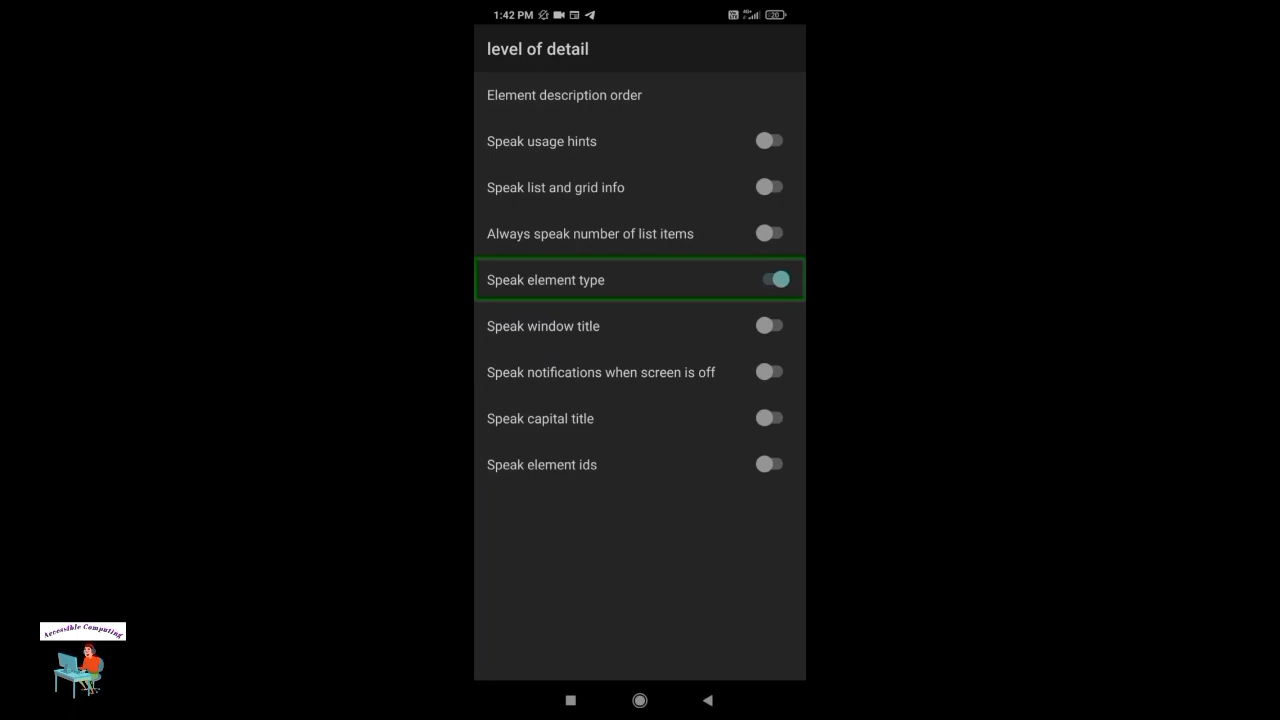 1:42 PM
20
level of detail
Element description order
Speak usage hints
Speak list and grid info
Always speak number of list items
Speak element type
Speak window title
Speak notifications when screen is off
Speak capital title
Speak element ids
Accessible Computing